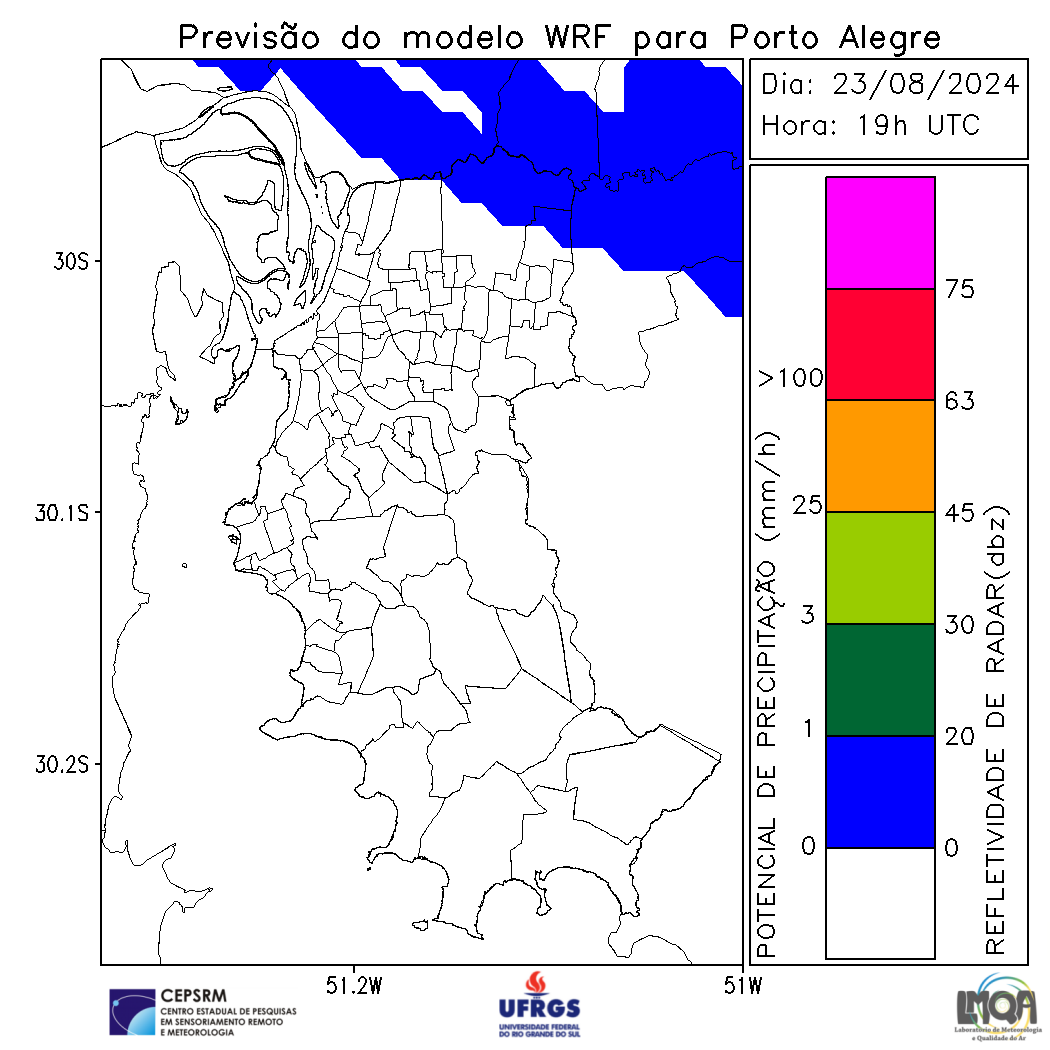 Previsão do modelo WRF para Porto Alegre
Dia: 23/08/2024
Hora: 19h UTC
30S
30.1S
30.2S
51.2W
51W
POTENCIAL DE PRECIPITAÇÃO (mm/h)
>100
25
3
1
0
75
63
45
30
20
0
REFLETIVIDADE DE RADAR(dbz)
CEPSRM
CENTRO ESTADUAL DE PESQUISAS
EM SENSORIAMENTO REMOTO
E METEOROLOGIA
UFRGS
UNIVERSIDADE FEDERAL
DO RIO GRANDE DO SUL
LMQA
Laboratório de Meteorologia
e Qualidade do Ar